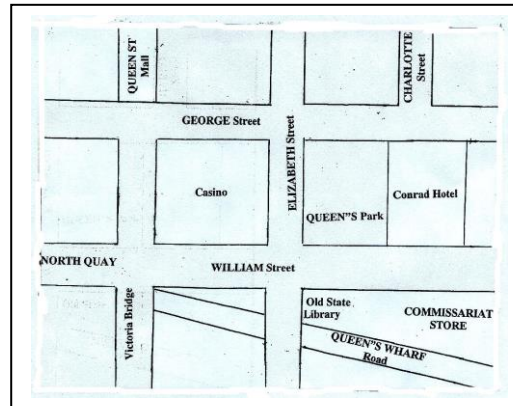 QUEEN ST
Mall
CHARLOTTE
Street
GEORGE Street
ELIZABETH Street
Casino
QUEEN"S Park
Conrad Hotel
NORTH QUAY
WILLIAM Street
Victoria Bridge
Old State
Library
COMMISSARIAT
STORE
QUEEN'S WHARF
Road